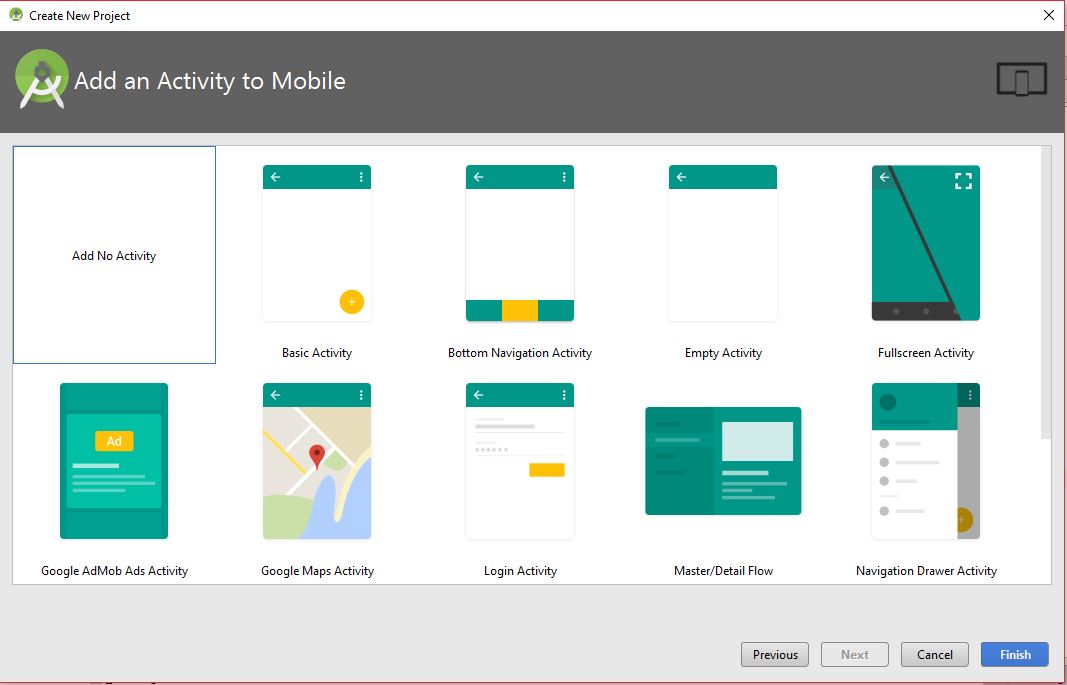 Create New Project
Add an Activity to Mobile
Add No Activity
Basic Activity
Bottom Navigation Activity
Empty Activity
Fullscreen Activity
Ad
Google AdMob Ads Activity
Google Maps Activity
Login Activity
Master/Detail Flow
Navigation Drawer Activity
Previous
Next
Cancel
Finish